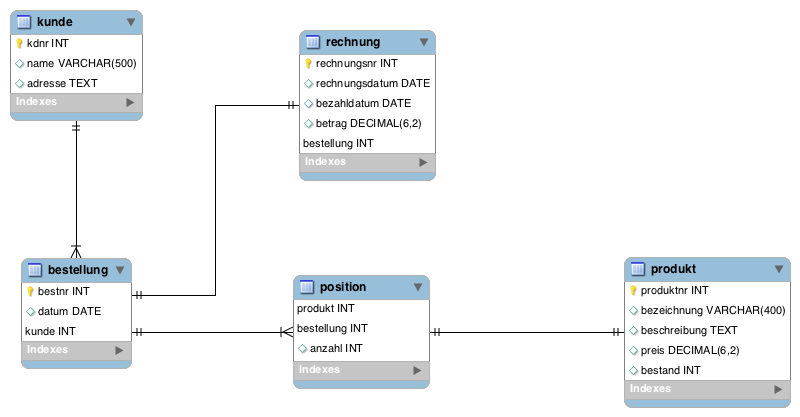 kunde
kdnr INT
name VARCHAR(500)
adresse TEXT
Indexes
rechnung
rechnungsnr INT
rechnungsdatum DATE
bezahldatum DATE
betrag DECIMAL(6,2)
bestellung INT
Indexes
bestellung
bestnr INT
datum DATE
kunde INT
Indexes
position
produkt INT
bestellung INT
anzahl INT
Indexes
produkt
produktnr INT
bezeichnung VARCHAR(400)
beschreibung TEXT
preis DECIMAL(6,2)
bestand INT
Indexes